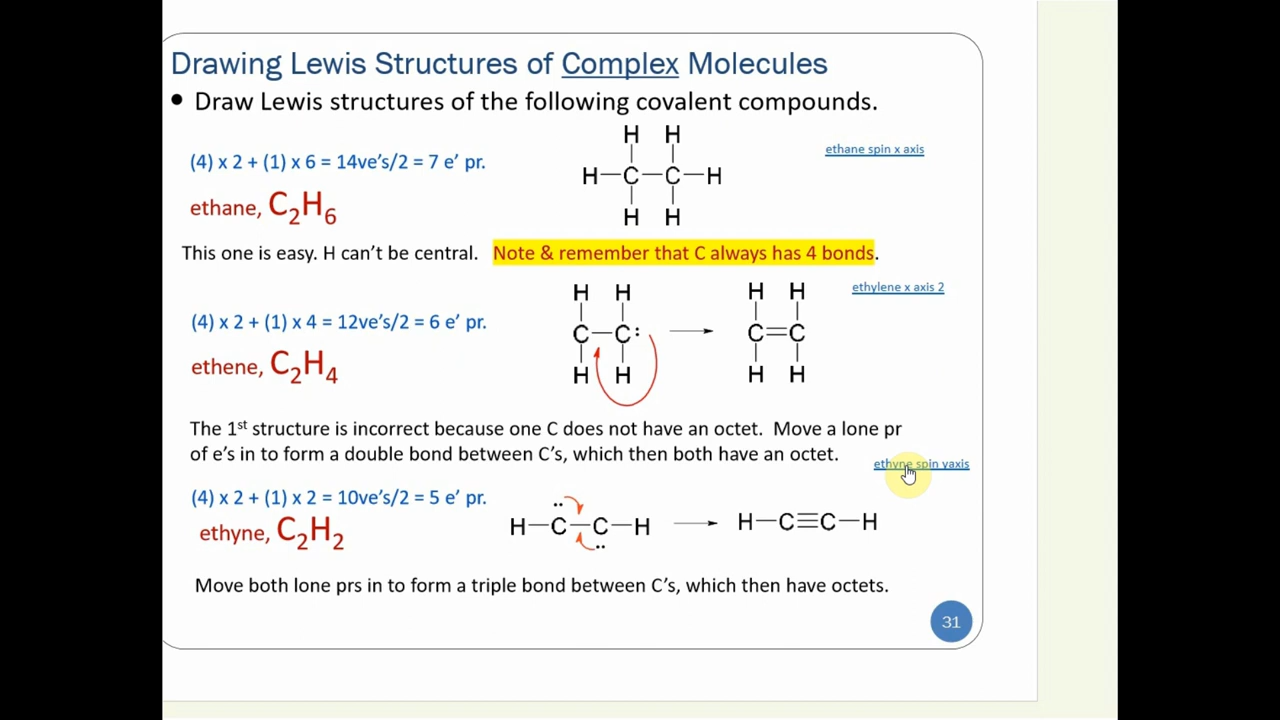 Drawing Lewis Structures of Complex Molecules
• Draw Lewis structures of the following covalent compounds.
H H
ethane spin x axis
(4) x 2 + (1) x 6 = 14ve's/2 = 7 e' pr.
H—C—C—H
ethane, C₂H₆
H H
This one is easy. H can't be central. Note & remember that C always has 4 bonds.
ethylene x axis 2
H H H H
(4) x 2 + (1) x 4 = 12ve's/2 = 6 e' pr.
C—C: → C=C
ethene, C₂H₄
H H H H
The 1st structure is incorrect because one C does not have an octet. Move a lone pr
of e's in to form a double bond between C's, which then both have an octet.
ethyne spin yaxis
(4) x 2 + (1) x 2 = 10ve's/2 = 5 e' pr.
H—C—C—H → H—C≡C—H
ethyne, C₂H₂
Move both lone prs in to form a triple bond between C's, which then have octets.
31